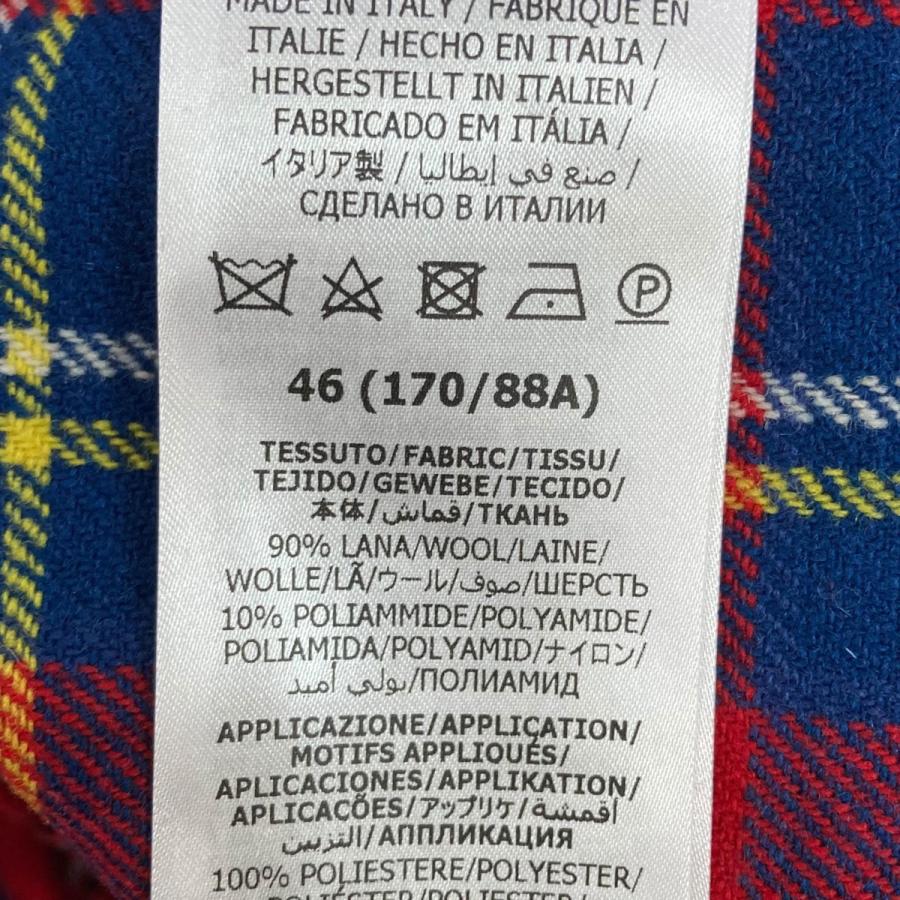 MADE IN ITALY / FABRIQUÉ EN
ITALIE / HECHO EN ITALIA /
HERGESTELLT IN ITALIEN /
FABRICADO EM ITÁLIA /
イタリア製 / صنع في إيطاليا /
СДЕЛАНО В ИТАЛИИ
P
46 (170/88A)
TESSUTO/FABRIC/TISSU/
TEJIDO/GEWEBE/TECIDO/
本体/قماش/ТКАНЬ
90% LANA/WOOL/LAINE/
WOLLE/LÃ/ウール/صوف/ШЕРСТЬ
10% POLIAMMIDE/POLYAMIDE/
POLIAMIDA/POLYAMID/ナイロン/
بولي أميد/ПОЛИАМИД
APPLICAZIONE/APPLICATION/
MOTIFS APPLIQUÉS/
APLICACIONES/APPLIKATION/
APLICACÕES/アップリケ/أقمشة
التزيين/АППЛИКАЦИЯ
100% POLIESTERE/POLYESTER/
POLIÉSTER/POLIESTER/